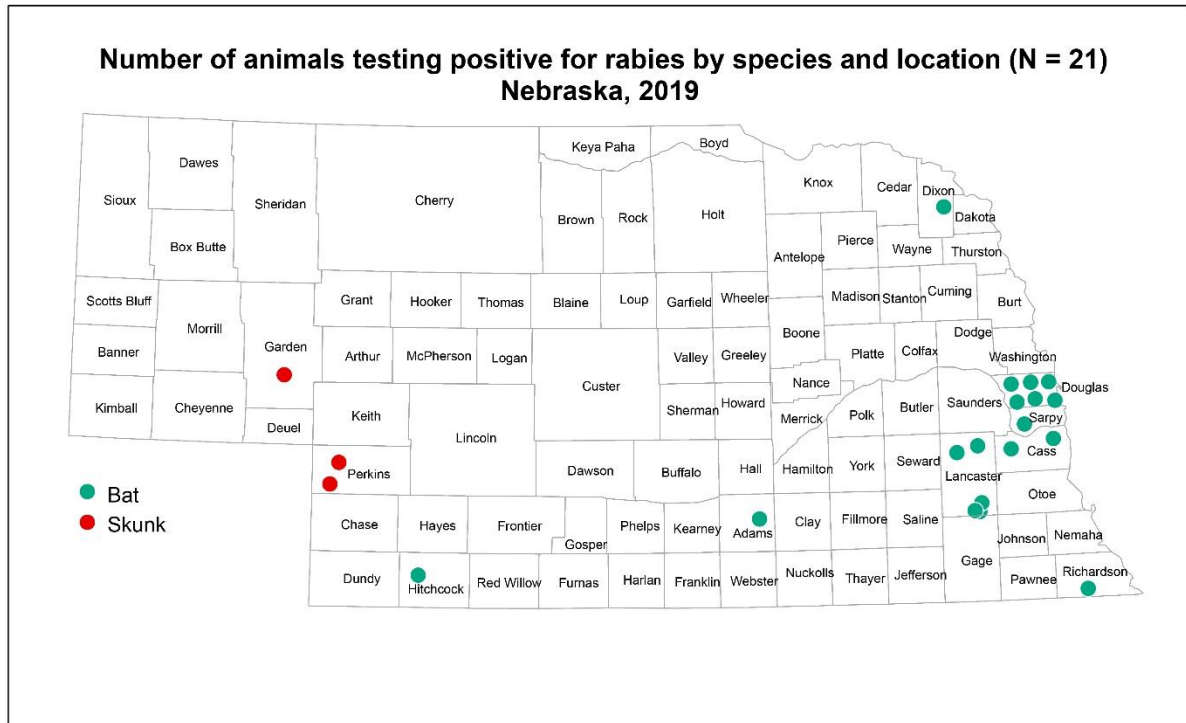 Number of animals testing positive for rabies by species and location (N = 21)
Nebraska, 2019
Keya Paha
Boyd
Dawes
Sioux
Sheridan
Cherry
Brown
Rock
Holt
Knox
Cedar
Dixon
Dakota
Box Butte
Antelope
Pierce
Wayne
Thurston
Scotts Bluff
Morrill
Garden
Grant
Hooker
Thomas
Blaine
Loup
Garfield
Wheeler
Boone
Madison
Stanton
Cuming
Burt
Banner
Arthur
McPherson
Logan
Custer
Valley
Greeley
Nance
Platte
Colfax
Dodge
Washington
Kimball
Cheyenne
Deuel
Keith
Lincoln
Sherman
Howard
Merrick
Polk
Butler
Saunders
Douglas
Sarpy
Perkins
Dawson
Buffalo
Hall
Hamilton
York
Seward
Lancaster
Cass
Otoe
Bat
Skunk
Chase
Hayes
Frontier
Gosper
Phelps
Kearney
Adams
Clay
Fillmore
Saline
Gage
Johnson
Nemaha
Dundy
Hitchcock
Red Willow
Furnas
Harlan
Franklin
Webster
Nuckolls
Thayer
Jefferson
Pawnee
Richardson